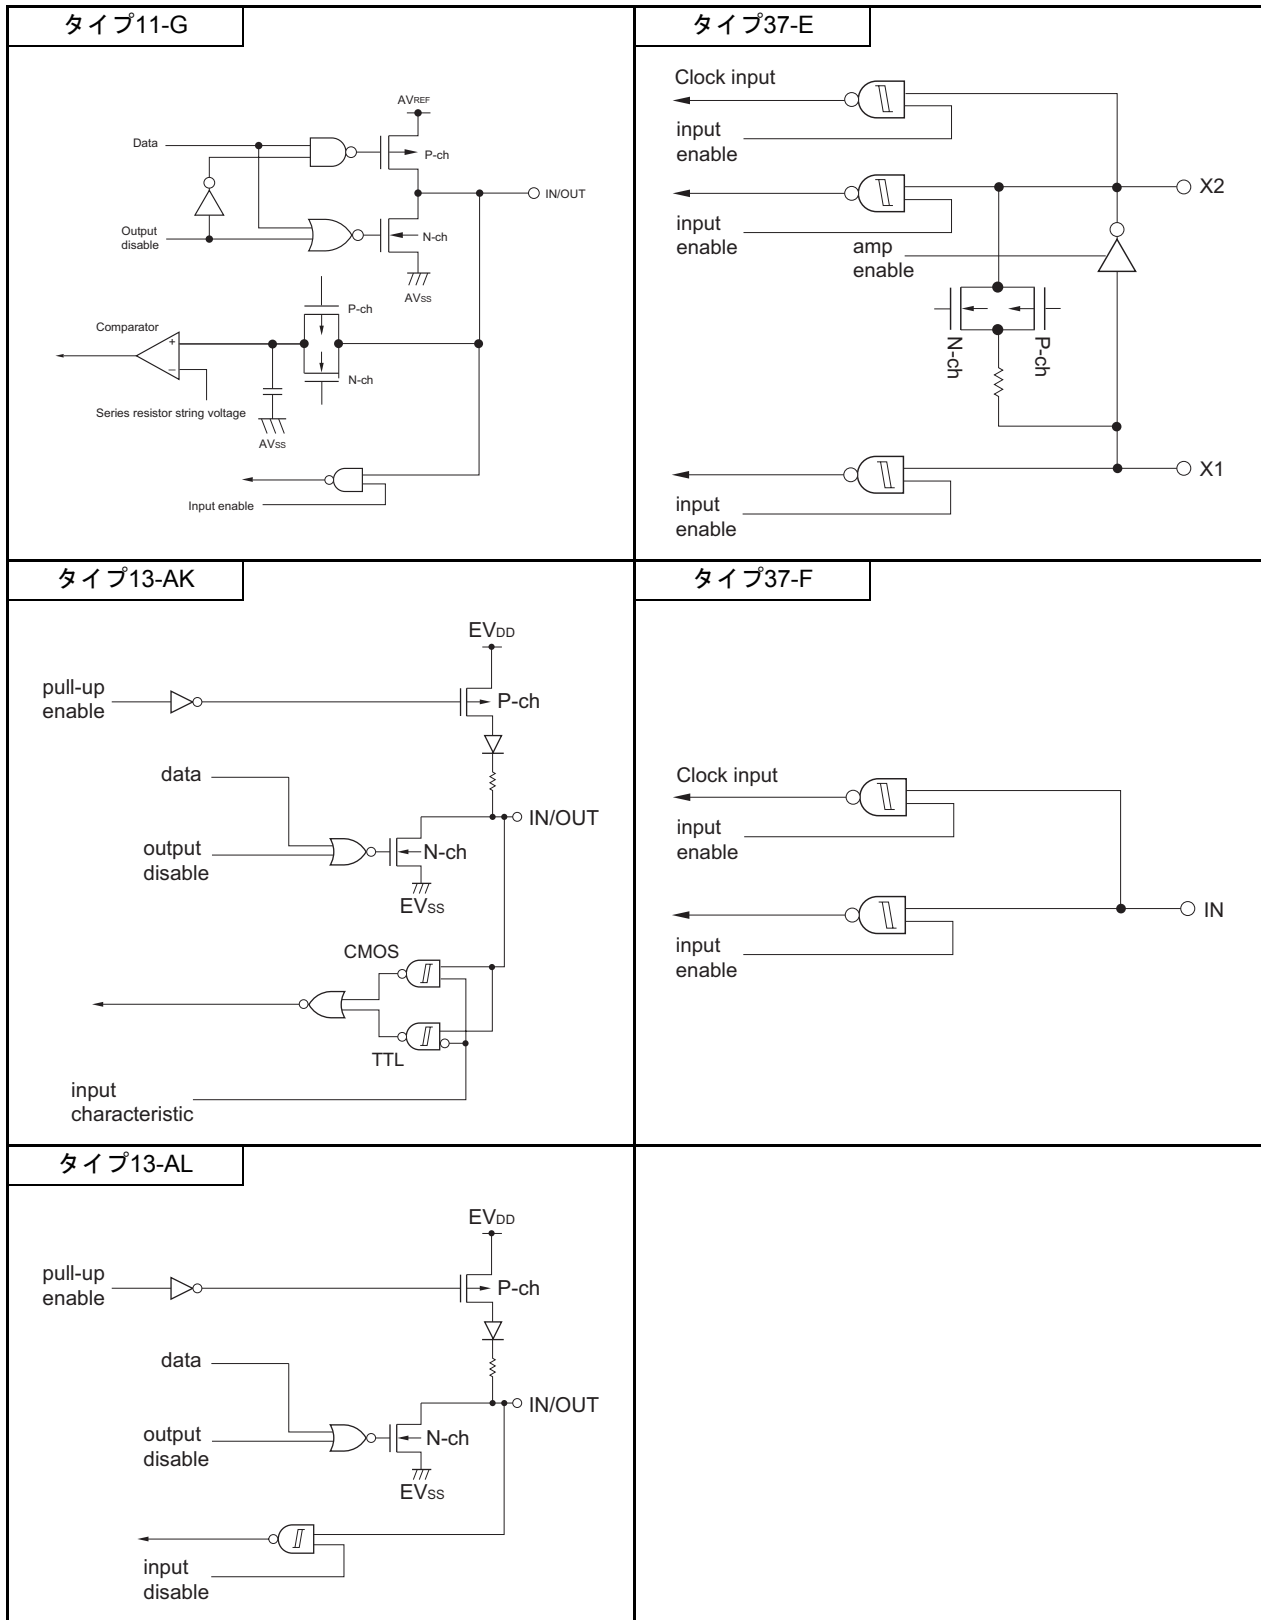 タイプ11-G
AVREF
Data
P-ch
IN/OUT
Output
disable
N-ch
AVSS
P-ch
Comparator
+
–
N-ch
Series resistor string voltage
AVSS
Input enable
タイプ37-E
Clock input
input
enable
X2
input
enable
amp
enable
N-ch
P-ch
X1
input
enable
タイプ13-AK
EVDD
pull-up
enable
P-ch
data
IN/OUT
output
disable
N-ch
EVSS
CMOS
TTL
input
characteristic
タイプ37-F
Clock input
input
enable
IN
input
enable
タイプ13-AL
EVDD
pull-up
enable
P-ch
data
IN/OUT
output
disable
N-ch
EVSS
input
disable